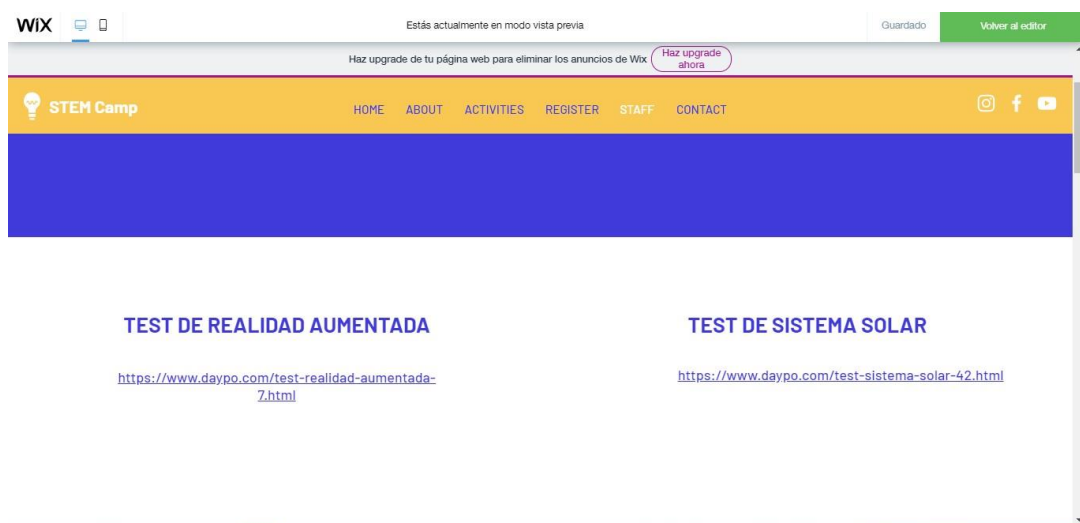 WiX Estás actualmente en modo vista previa Guardado Volver al editor
Haz upgrade de tu página web para eliminar los anuncios de Wix Haz upgrade ahora
STEM Camp HOME ABOUT ACTIVITIES REGISTER STAFF CONTACT
TEST DE REALIDAD AUMENTADA
https://www.daypo.com/test-realidad-aumentada-
7.html
TEST DE SISTEMA SOLAR
https://www.daypo.com/test-sistema-solar-42.html